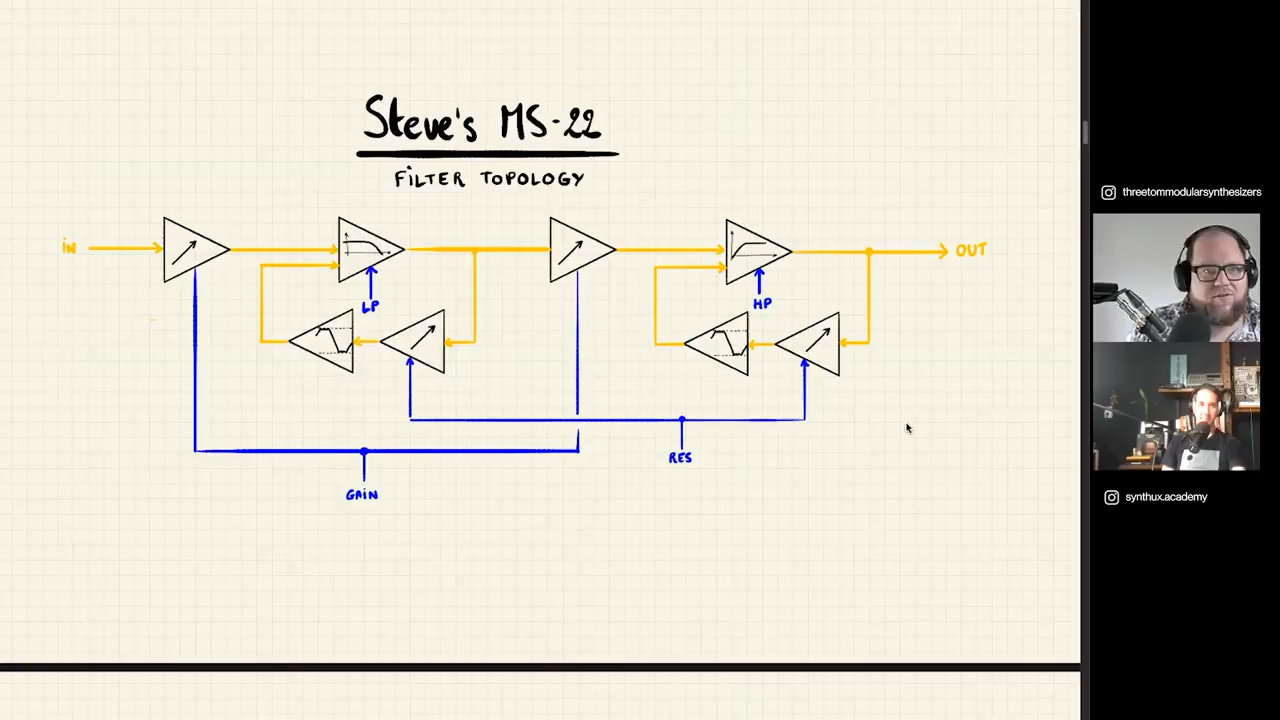 Steve's MS-22
FiLTER TOPOLOGY
iN
OUT
LP
HP
RES
GAiN
threetommodularsynthesizers
synthux.academy